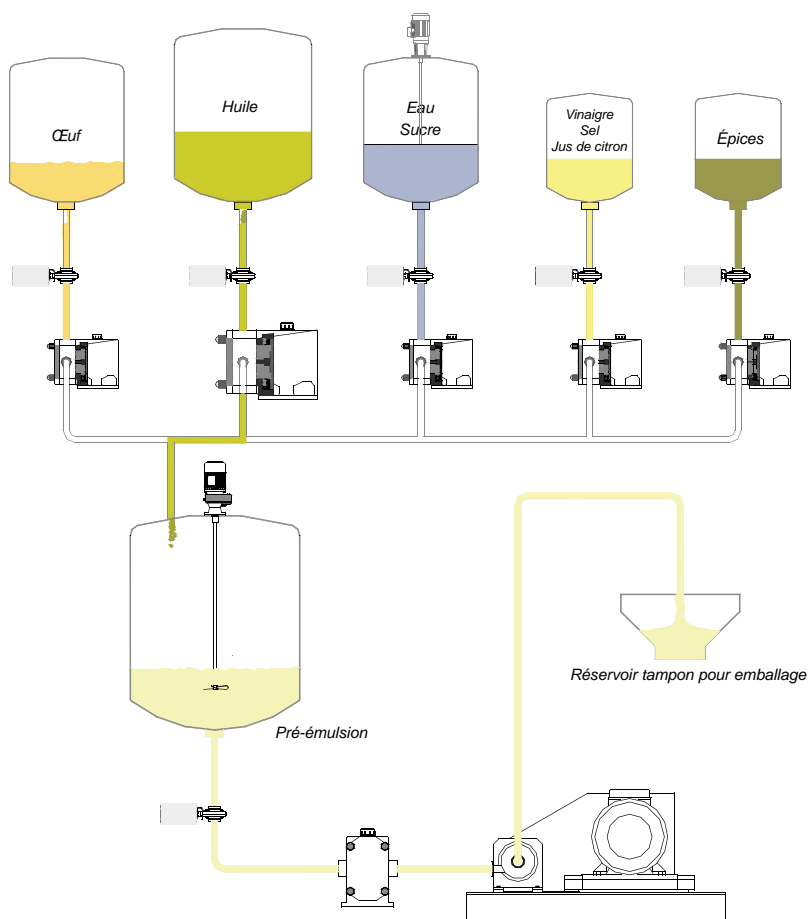 Œuf
Huile
Eau
Sucre
Vinaigre
Sel
Jus de citron
Épices
Réservoir tampon pour emballage
Pré-émulsion